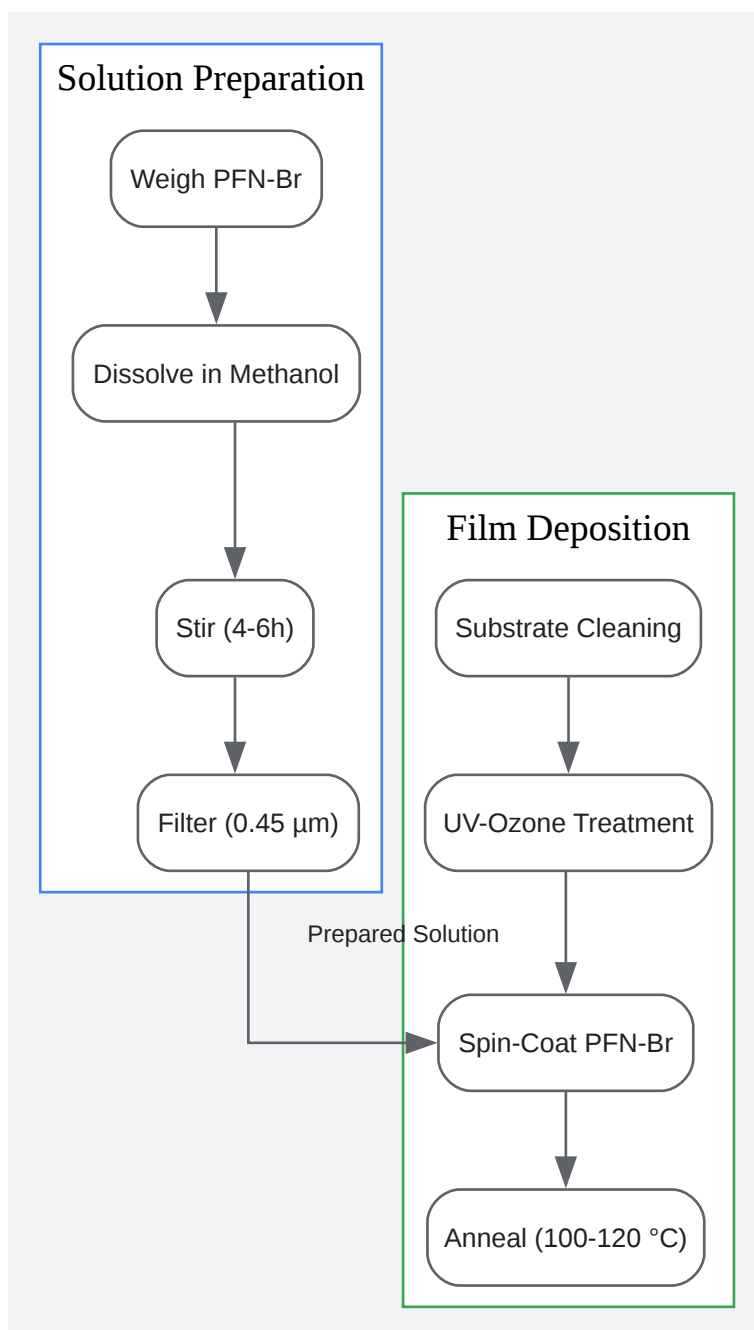 Solution Preparation
Weigh PFN-Br
Dissolve in Methanol
Stir (4-6h)
Filter (0.45 µm)
Film Deposition
Substrate Cleaning
UV-Ozone Treatment
Prepared Solution
Spin-Coat PFN-Br
Anneal (100-120 °C)